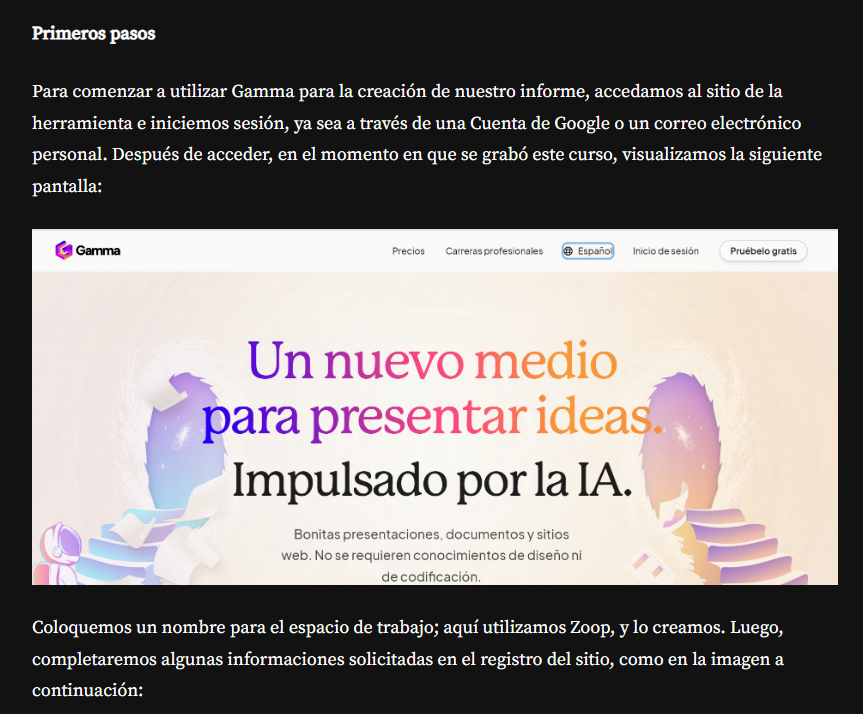 Primeros pasos
Para comenzar a utilizar Gamma para la creación de nuestro informe, accedamos al sitio de la
herramienta e iniciemos sesión, ya sea a través de una Cuenta de Google o un correo electrónico
personal. Después de acceder, en el momento en que se grabó este curso, visualizamos la siguiente
pantalla:
Gamma Precios Carreras profesionales Español Inicio de sesión Pruébelo gratis
Un nuevo medio
para presentar ideas.
Impulsado por la IA.
Bonitas presentaciones, documentos y sitios
web. No se requieren conocimientos de diseño ni
de codificación.
Coloquemos un nombre para el espacio de trabajo; aquí utilizamos Zoop, y lo creamos. Luego,
completaremos algunas informaciones solicitadas en el registro del sitio, como en la imagen a
continuación: